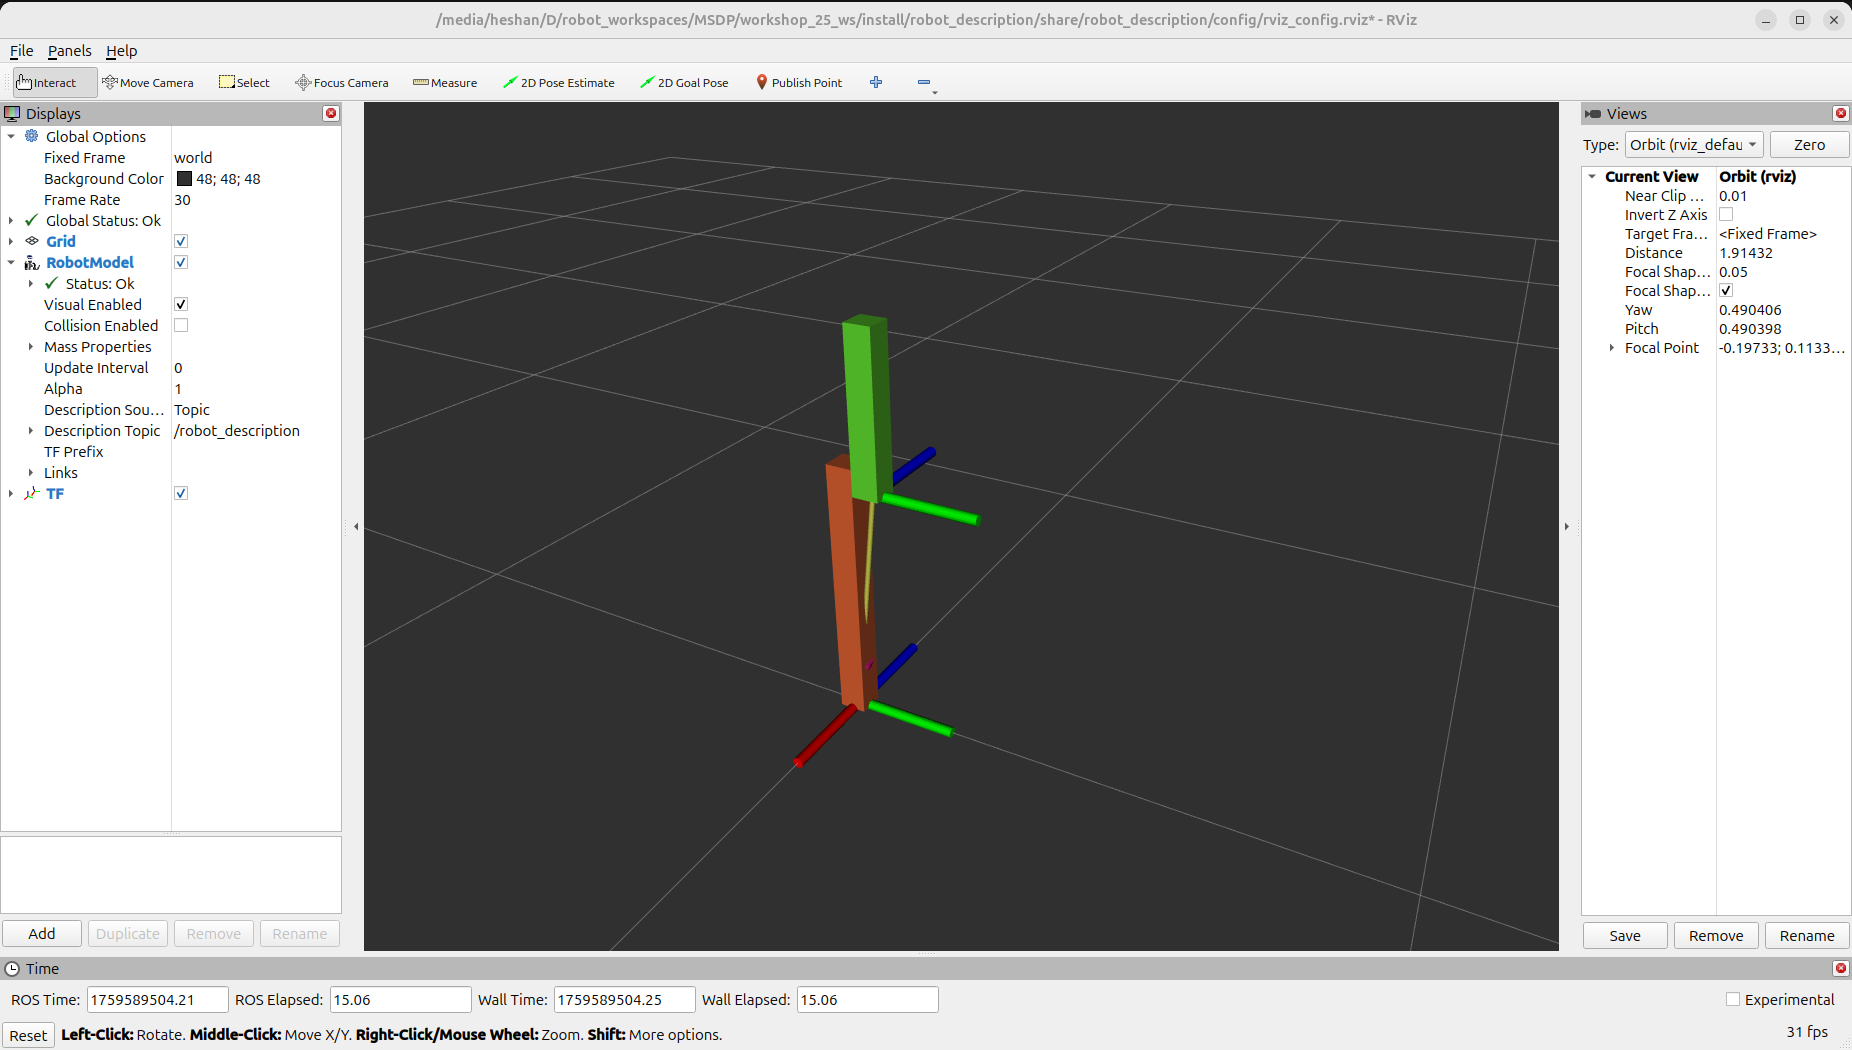 /media/heshan/D/robot_workspaces/MSDP/workshop_25_ws/install/robot_description/share/robot_description/config/rviz_config.rviz* - RViz
File Panels Help
Interact Move Camera Select Focus Camera Measure 2D Pose Estimate 2D Goal Pose Publish Point
Displays
Global Options
Fixed Frame world
Background Color 48; 48; 48
Frame Rate 30
Global Status: Ok
Grid
RobotModel
Status: Ok
Visual Enabled
Collision Enabled
Mass Properties
Update Interval 0
Alpha 1
Description Sou... Topic
Description Topic /robot_description
TF Prefix
Links
TF
Add Duplicate Remove Rename
Views
Type: Orbit (rviz_defau Zero
Current View Orbit (rviz)
Near Clip ... 0.01
Invert Z Axis
Target Fra... <Fixed Frame>
Distance 1.91432
Focal Shap... 0.05
Focal Shap...
Yaw 0.490406
Pitch 0.490398
Focal Point -0.19733; 0.1133...
Save Remove Rename
Time
ROS Time: 1759589504.21 ROS Elapsed: 15.06 Wall Time: 1759589504.25 Wall Elapsed: 15.06 Experimental
Reset Left-Click: Rotate. Middle-Click: Move X/Y. Right-Click/Mouse Wheel: Zoom. Shift: More options. 31 fps